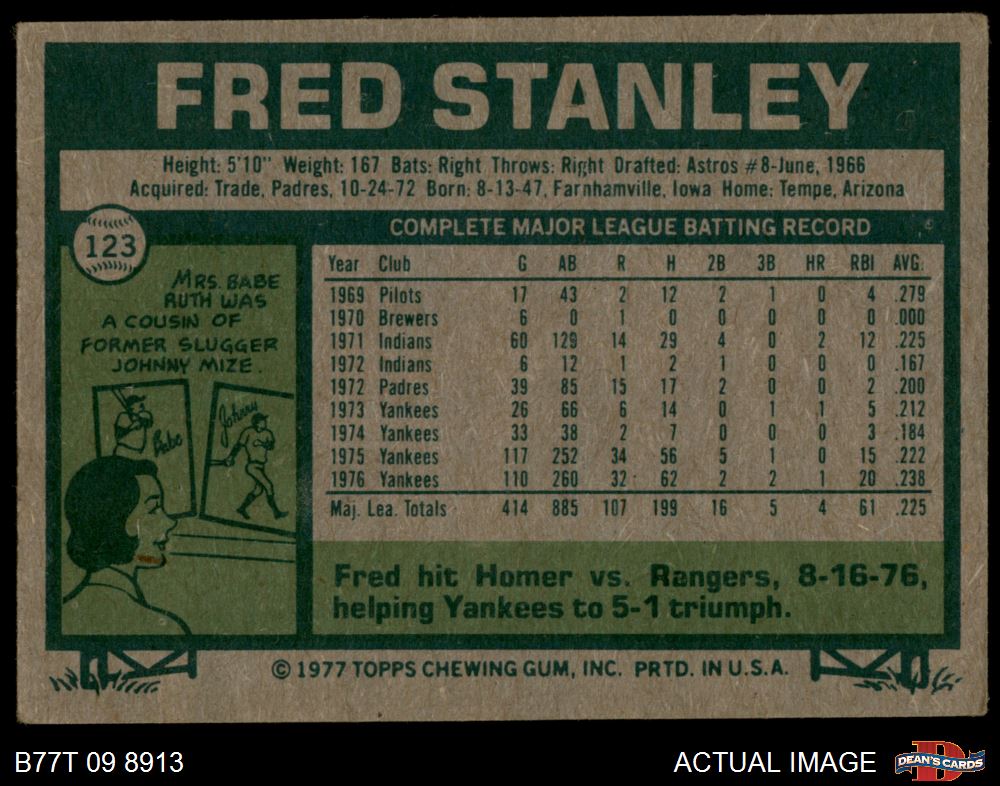 FRED STANLEY
Height: 5'10" Weight: 167 Bats: Right Throws: Right Drafted: Astros #8-June, 1966
Acquired: Trade, Padres, 10-24-72 Born: 8-13-47, Farnhamville, Iowa Home: Tempe, Arizona
123
MRS. BABE
RUTH WAS
A COUSIN OF
FORMER SLUGGER
JOHNNY MIZE.
Babe
Johnny
COMPLETE MAJOR LEAGUE BATTING RECORD
Year Club G AB R H 2B 3B HR RBI AVG.
1969 Pilots 17 43 2 12 2 1 0 4 .279
1970 Brewers 6 0 1 0 0 0 0 0 .000
1971 Indians 60 129 14 29 4 0 2 12 .225
1972 Indians 6 12 1 2 1 0 0 0 .167
1972 Padres 39 85 15 17 2 0 0 2 .200
1973 Yankees 26 66 6 14 0 1 1 5 .212
1974 Yankees 33 38 2 7 0 0 0 3 .184
1975 Yankees 117 252 34 56 5 1 0 15 .222
1976 Yankees 110 260 32 62 2 2 1 20 .238
Maj. Lea. Totals 414 885 107 199 16 5 4 61 .225
Fred hit Homer vs. Rangers, 8-16-76,
helping Yankees to 5-1 triumph.
© 1977 TOPPS CHEWING GUM, INC. PRTD. IN U.S.A.
B77T 09 8913
ACTUAL IMAGE
D
DEAN'S CARDS